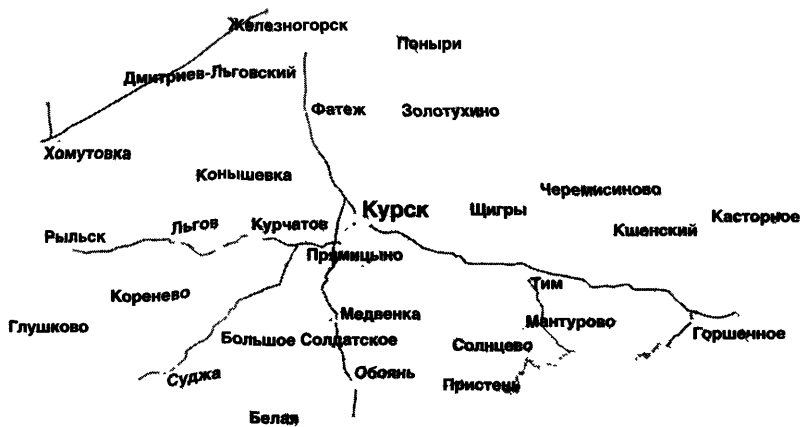 Железногорск
Поныри
Дмитриев-Льговский
Фатеж
Золотухино
Хомутовка
Конышевка
Черемисиново
Курск
Щигры
Касторное
Льгов
Курчатов
Кшенский
Рыльск
Прямицыно
Тим
Коренево
Медвенка
Мантурово
Глушково
Горшечное
Большое Солдатское
Солнцево
Суджа
Обоянь
Пристень
Белая